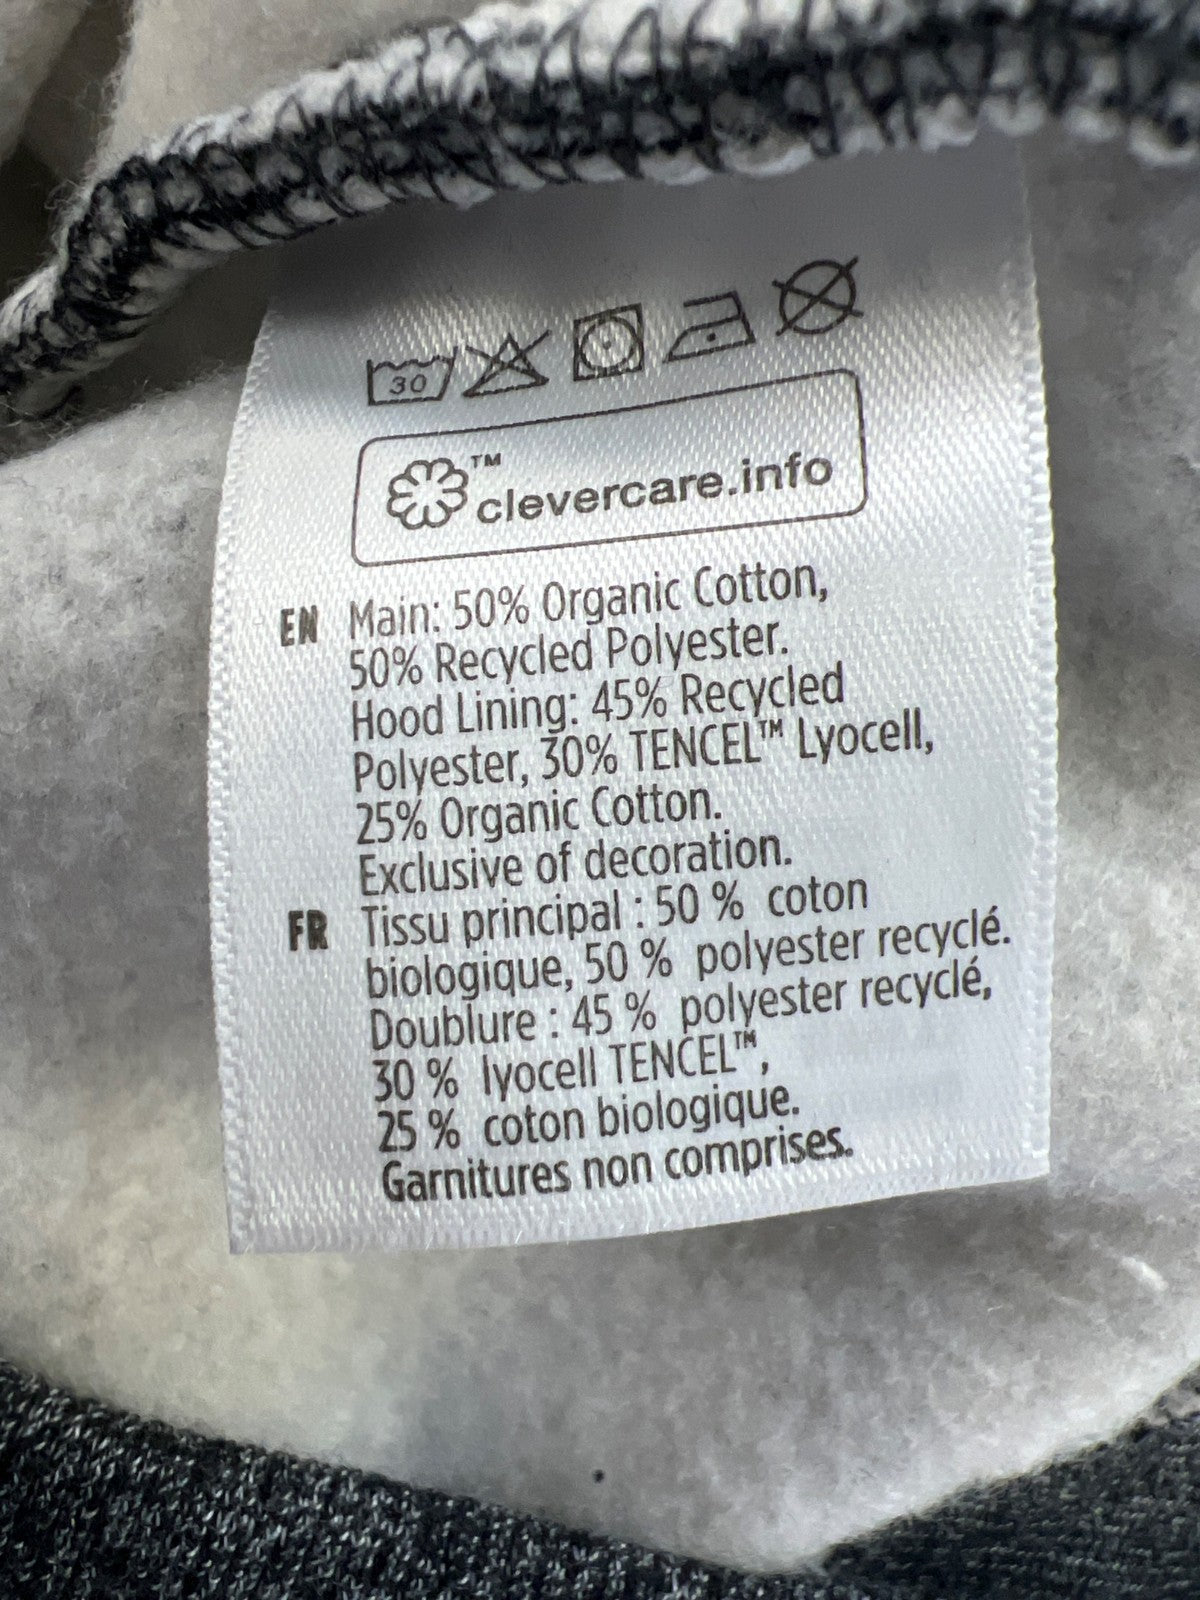 30
™
clevercare.info
EN Main: 50% Organic Cotton,
50% Recycled Polyester.
Hood Lining: 45% Recycled
Polyester, 30% TENCEL™ Lyocell,
25% Organic Cotton.
Exclusive of decoration.
FR Tissu principal : 50 % coton
biologique, 50 % polyester recyclé.
Doublure : 45 % polyester recyclé,
30 % lyocell TENCEL™,
25 % coton biologique.
Garnitures non comprises.